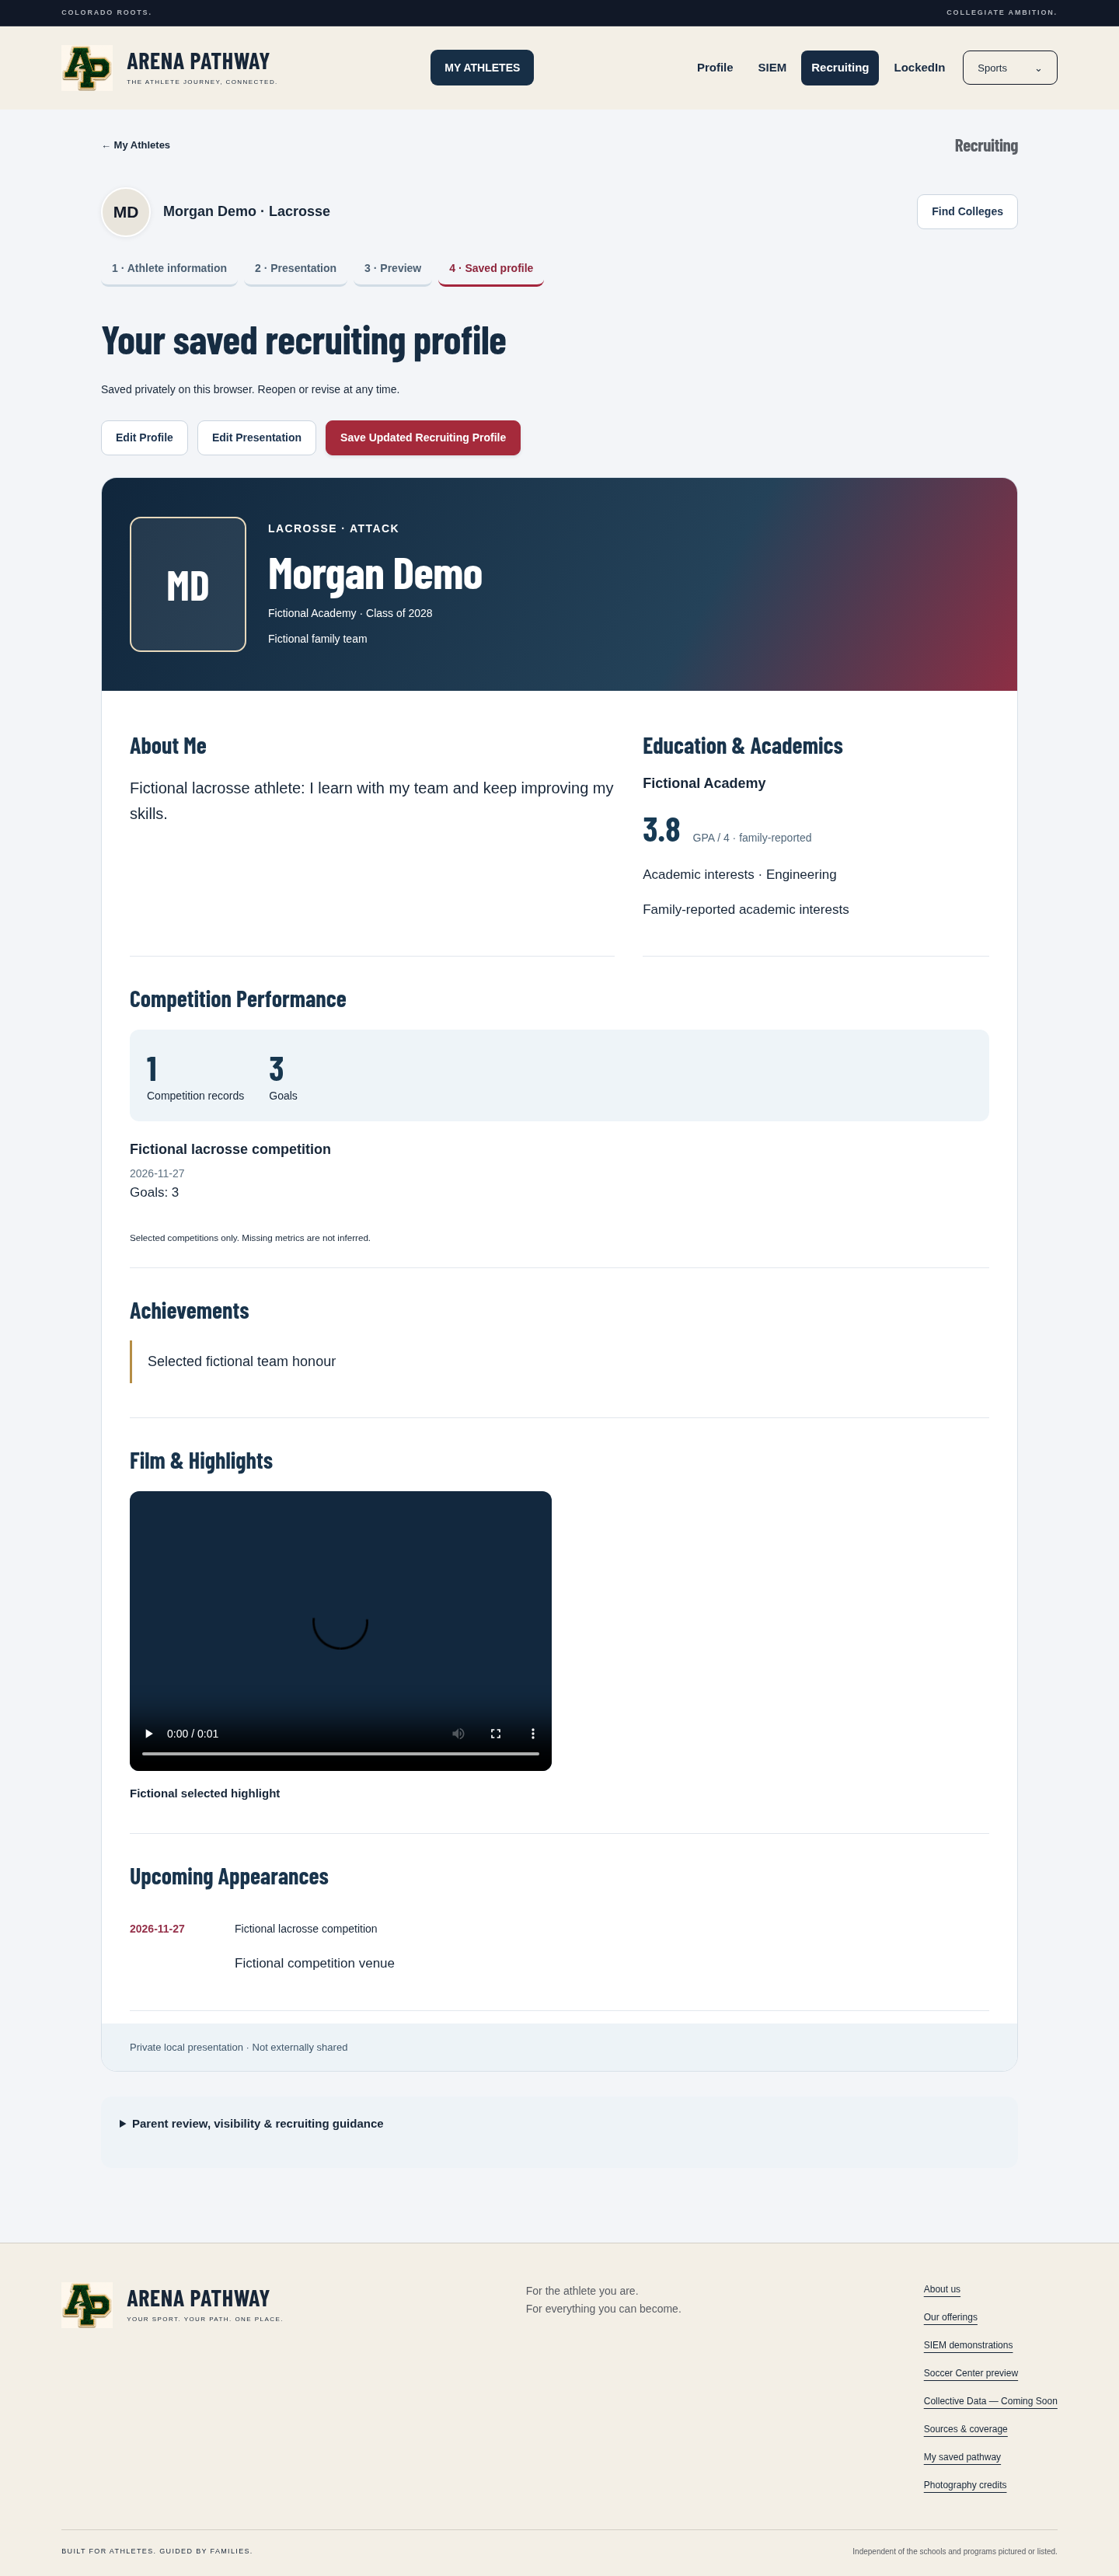 COLORADO ROOTS.
COLLEGIATE AMBITION.
AP
ARENA PATHWAY
THE ATHLETE JOURNEY, CONNECTED.
MY ATHLETES
Profile
SIEM
Recruiting
LockedIn
Sports
← My Athletes
Recruiting
MD
Morgan Demo · Lacrosse
Find Colleges
1 · Athlete information
2 · Presentation
3 · Preview
4 · Saved profile
Your saved recruiting profile
Saved privately on this browser. Reopen or revise at any time.
Edit Profile
Edit Presentation
Save Updated Recruiting Profile
MD
LACROSSE · ATTACK
Morgan Demo
Fictional Academy · Class of 2028
Fictional family team
About Me
Fictional lacrosse athlete: I learn with my team and keep improving my
skills.
Education & Academics
Fictional Academy
3.8 GPA / 4 · family-reported
Academic interests · Engineering
Family-reported academic interests
Competition Performance
1
Competition records
3
Goals
Fictional lacrosse competition
2026-11-27
Goals: 3
Selected competitions only. Missing metrics are not inferred.
Achievements
Selected fictional team honour
Film & Highlights
0:00 / 0:01
Fictional selected highlight
Upcoming Appearances
2026-11-27
Fictional lacrosse competition
Fictional competition venue
Private local presentation · Not externally shared
Parent review, visibility & recruiting guidance
AP
ARENA PATHWAY
YOUR SPORT. YOUR PATH. ONE PLACE.
For the athlete you are.
For everything you can become.
About us
Our offerings
SIEM demonstrations
Soccer Center preview
Collective Data — Coming Soon
Sources & coverage
My saved pathway
Photography credits
BUILT FOR ATHLETES. GUIDED BY FAMILIES.
Independent of the schools and programs pictured or listed.